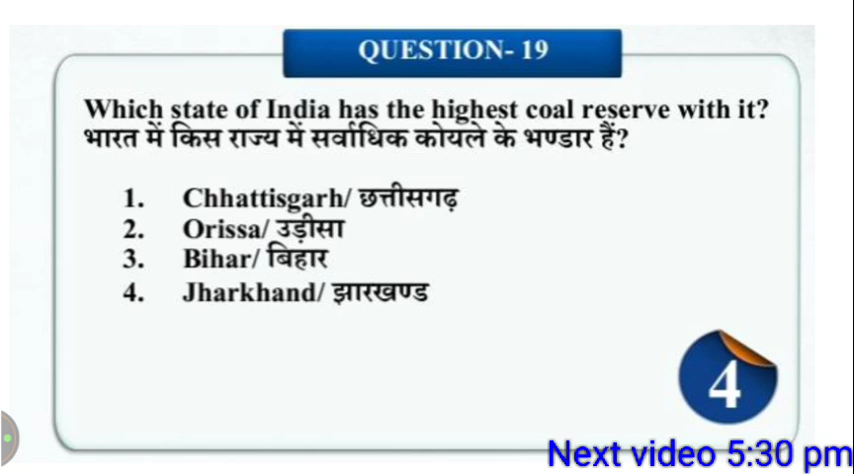 QUESTION- 19
Which state of India has the highest coal reserve with it?
भारत में किस राज्य में सर्वाधिक कोयले के भण्डार हैं?
1. Chhattisgarh/ छत्तीसगढ़
2. Orissa/ उड़ीसा
3. Bihar/ बिहार
4. Jharkhand/ झारखण्ड
4
Next video 5:30 pm